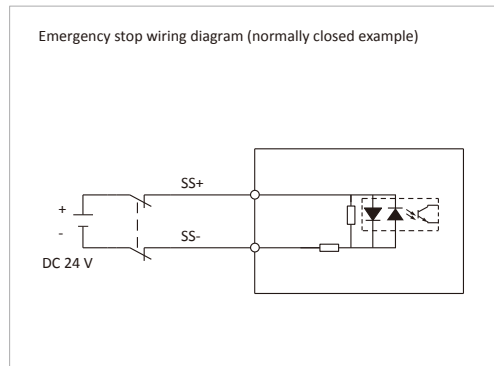 Emergency stop wiring diagram (normally closed example)
SS+
+
SS-
-
DC 24 V